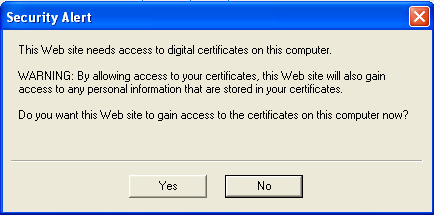 Security Alert
This Web site needs access to digital certificates on this computer.
WARNING: By allowing access to your certificates, this Web site will also gain
access to any personal information that are stored in your certificates.
Do you want this Web site to gain access to the certificates on this computer now?
Yes
No